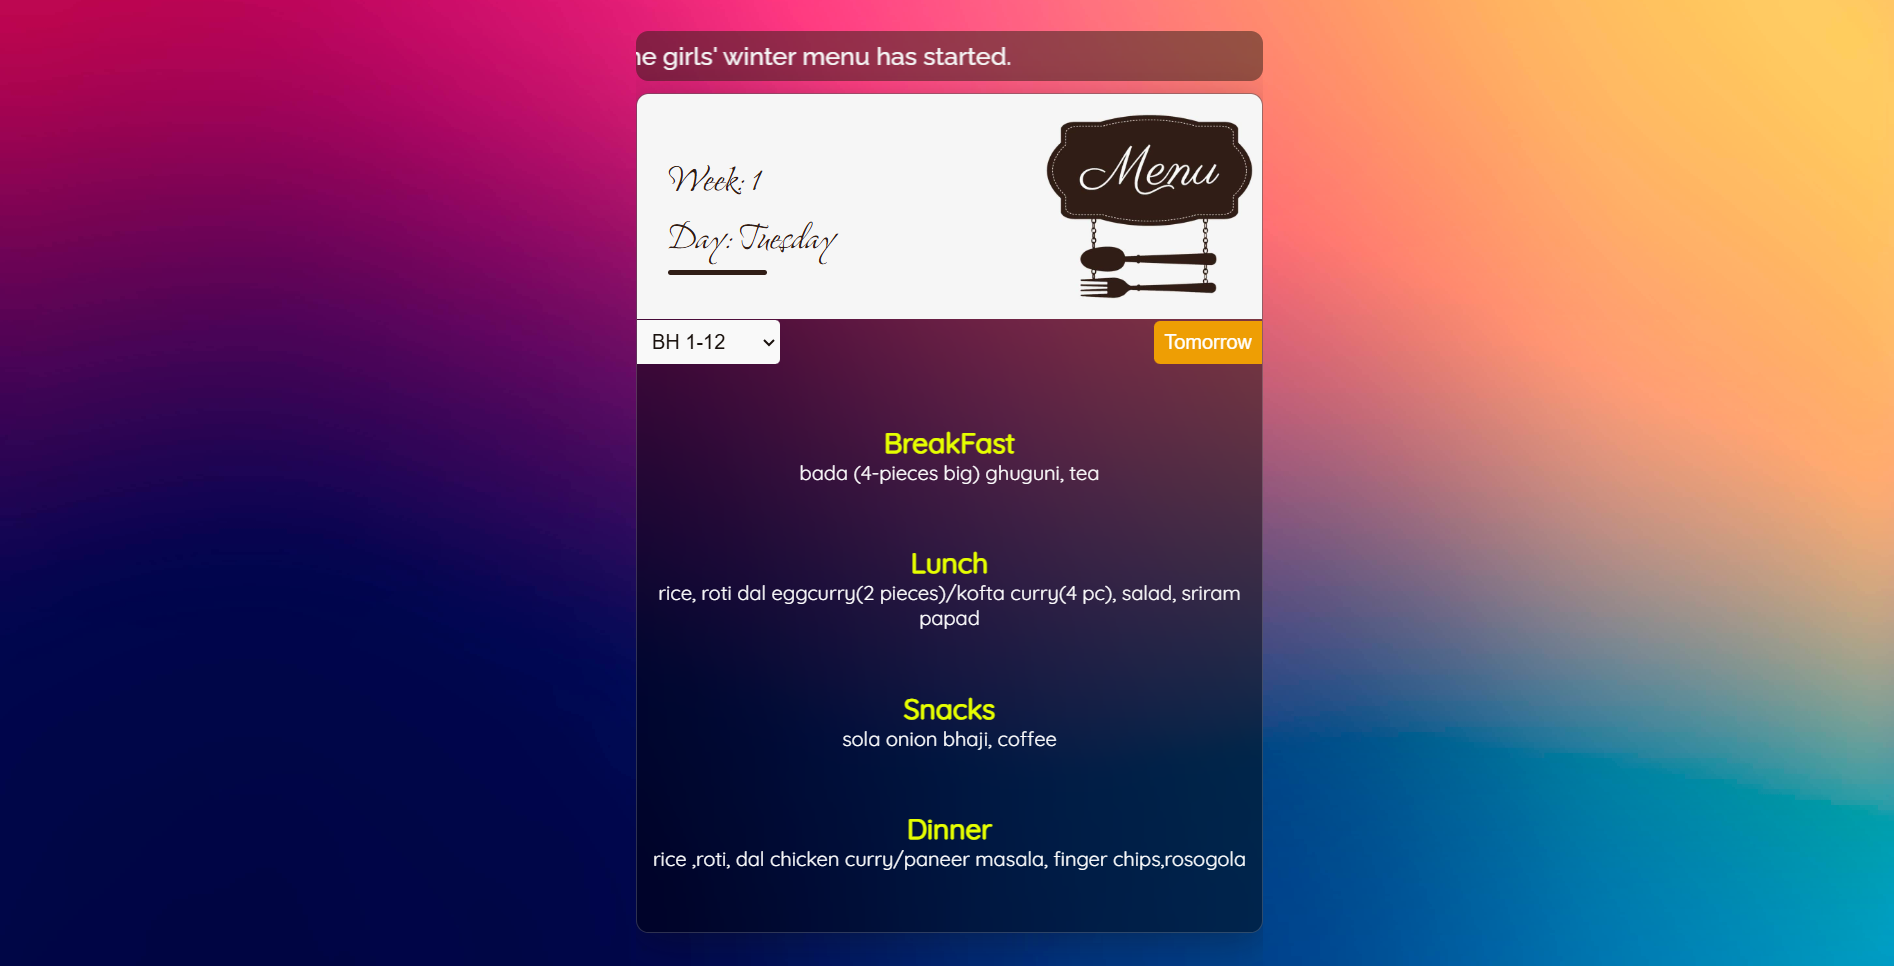 girls' winter menu has started.
Week: 1
Day: Tuesday
Menu
BH 1-12
Tomorrow
BreakFast
bada (4-pieces big) ghuguni, tea
Lunch
rice, roti dal eggcurry(2 pieces)/kofta curry(4 pc), salad, sriram
papad
Snacks
sola onion bhaji, coffee
Dinner
rice ,roti, dal chicken curry/paneer masala, finger chips,rosogola